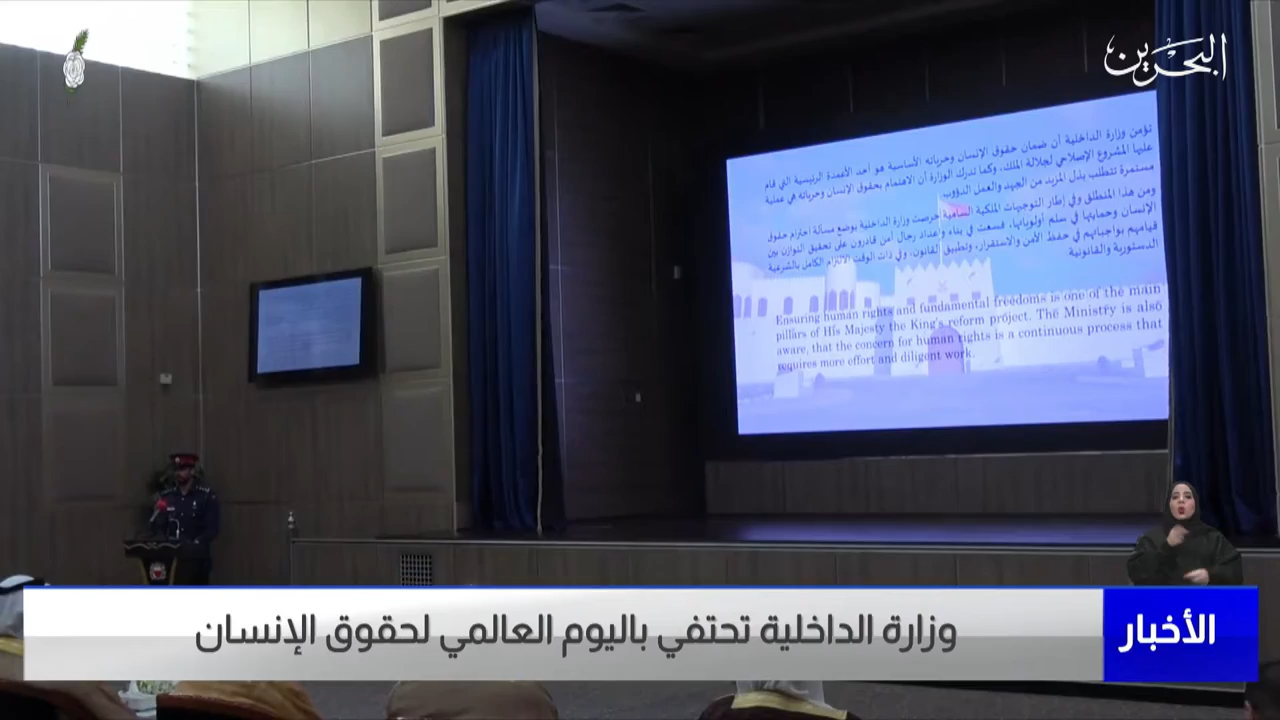 البحرين
تؤمن وزارة الداخلية أن ضمان حقوق الإنسان وحرياته الأساسية هو أحد الأعمدة الرئيسية التي قام
عليها المشروع الإصلاحي لجلالة الملك، وكما تدرك الوزارة أن الاهتمام بحقوق الإنسان وحرياته هي عملية
مستمرة تتطلب بذل المزيد من الجهد والعمل الدؤوب
ومن هذا المنطلق وفي إطار التوجيهات الملكية السامية حرصت وزارة الداخلية بوضع مسألة احترام حقوق
الإنسان وحمايتها في سلم أولوياتها، فسعت في بناء وإعداد رجال أمن قادرون على تحقيق التوازن بين
قيامهم بواجباتهم في حفظ الأمن والاستقرار، وتطبيق القانون، وفي ذات الوقت الالتزام الكامل بالشرعية
الدستورية والقانونية
Ensuring human rights and fundamental freedoms is one of the main
pillars of His Majesty the King's reform project. The Ministry is also
aware, that the concern for human rights is a continuous process that
requires more effort and diligent work.
الأخبار
وزارة الداخلية تحتفي باليوم العالمي لحقوق الإنسان